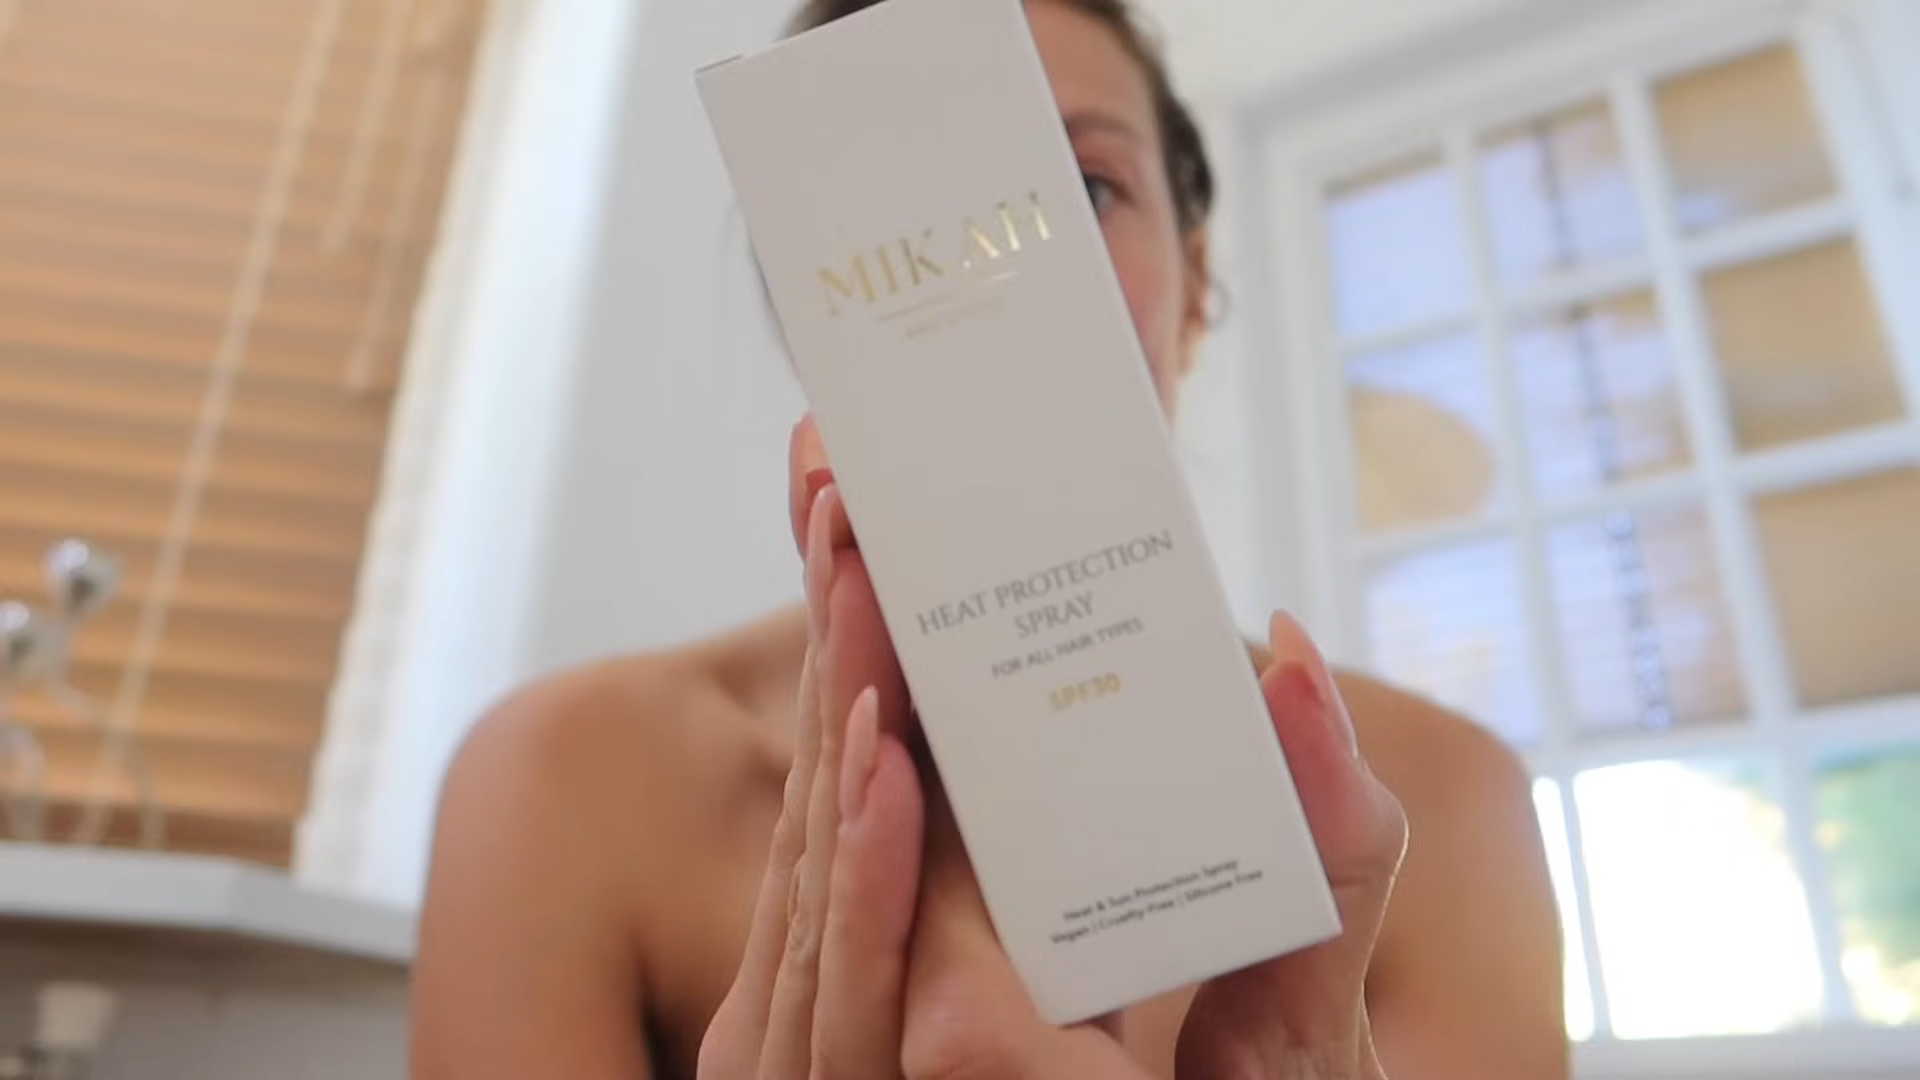 MIKAH
HEAT PROTECTION
SPRAY
FOR ALL HAIR TYPES
SPF30
Heat & Sun Protection Spray
Vegan | Cruelty-Free | Silicone Free